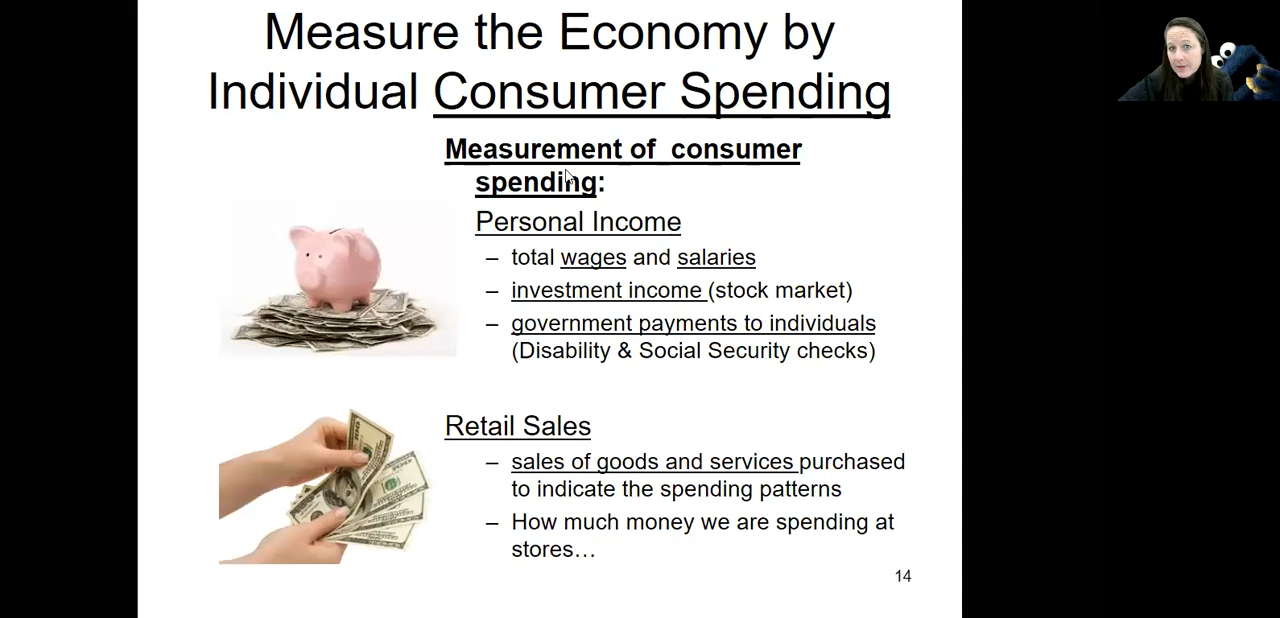 Measure the Economy by
Individual Consumer Spending
Measurement of consumer
spending:
Personal Income
– total wages and salaries
– investment income (stock market)
– government payments to individuals
(Disability & Social Security checks)
Retail Sales
– sales of goods and services purchased
to indicate the spending patterns
– How much money we are spending at
stores…
14